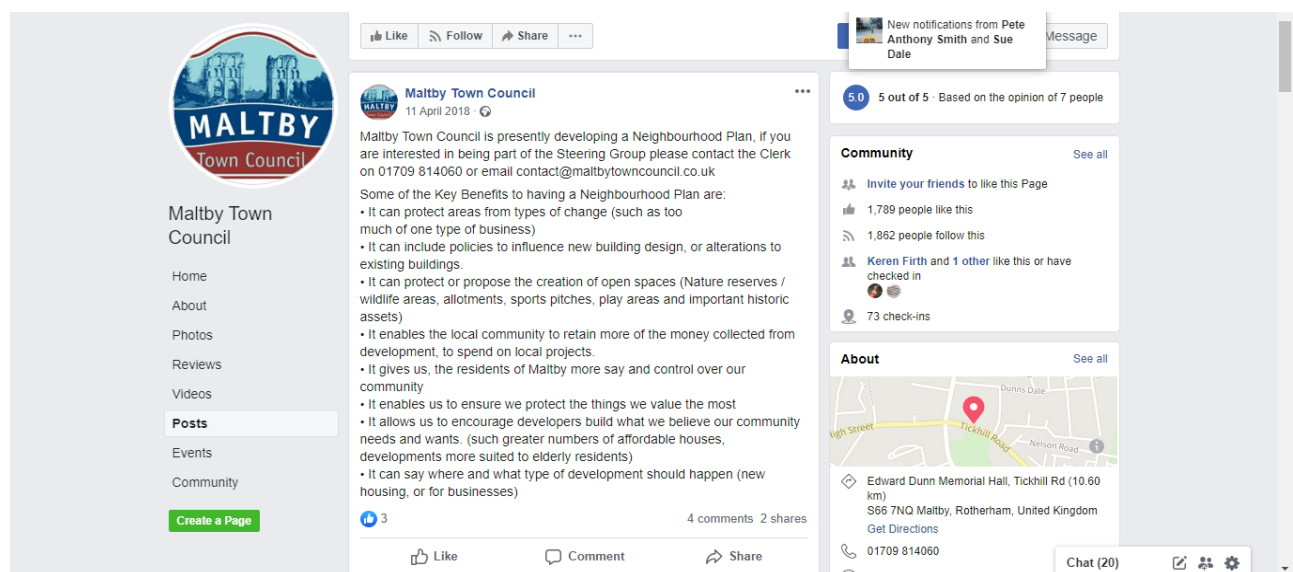 MALTBY
Town Council
Maltby Town
Council
Home
About
Photos
Reviews
Videos
Posts
Events
Community
Create a Page
Like
Follow
Share
MALTBY
Maltby Town Council
11 April 2018 ·
Maltby Town Council is presently developing a Neighbourhood Plan, if you
are interested in being part of the Steering Group please contact the Clerk
on 01709 814060 or email contact@maltbytowncouncil.co.uk
Some of the Key Benefits to having a Neighbourhood Plan are:
• It can protect areas from types of change (such as too
much of one type of business)
• It can include policies to influence new building design, or alterations to
existing buildings.
• It can protect or propose the creation of open spaces (Nature reserves /
wildlife areas, allotments, sports pitches, play areas and important historic
assets)
• It enables the local community to retain more of the money collected from
development, to spend on local projects.
• It gives us, the residents of Maltby more say and control over our
community
• It enables us to ensure we protect the things we value the most
• It allows us to encourage developers build what we believe our community
needs and wants. (such greater numbers of affordable houses,
developments more suited to elderly residents)
• It can say where and what type of development should happen (new
housing, or for businesses)
3
4 comments 2 shares
Like
Comment
Share
New notifications from Pete
Anthony Smith and Sue
Dale
Message
5.0 5 out of 5 · Based on the opinion of 7 people
Community
See all
Invite your friends to like this Page
1,789 people like this
1,862 people follow this
Keren Firth and 1 other like this or have
checked in
73 check-ins
About
See all
Dunns Dale
High Street
Tickhill Road
Nelson Road
Edward Dunn Memorial Hall, Tickhill Rd (10.60
km)
S66 7NQ Maltby, Rotherham, United Kingdom
Get Directions
01709 814060
Chat (20)